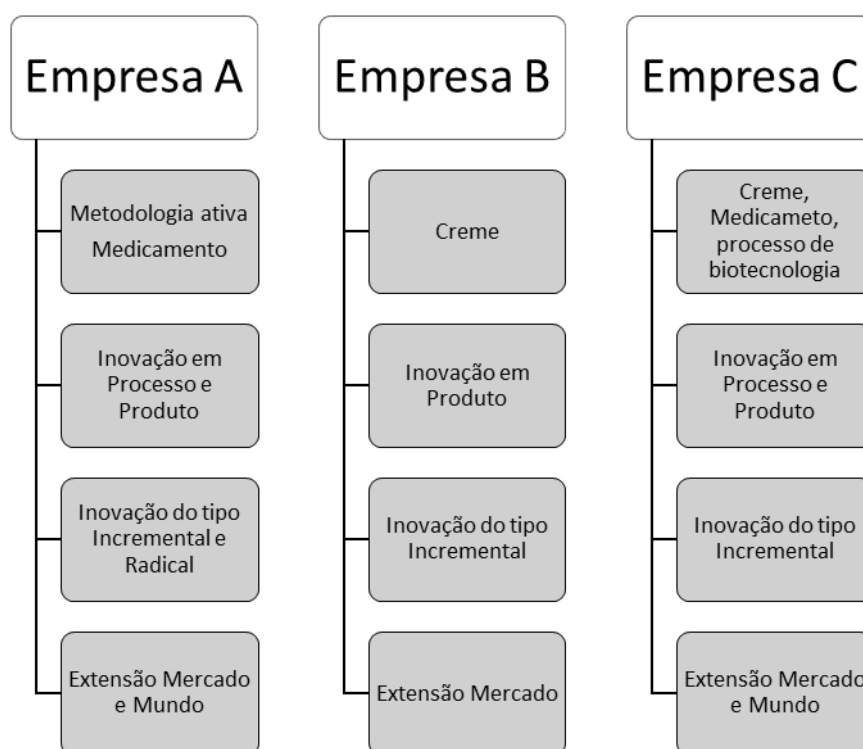 Empresa A
Metodologia ativa
Medicamento
Inovação em
Processo e
Produto
Inovação do tipo
Incremental e
Radical
Extensão Mercado
e Mundo
Empresa B
Creme
Inovação em
Produto
Inovação do tipo
Incremental
Extensão Mercado
Empresa C
Creme,
Medicameto,
processo de
biotecnologia
Inovação em
Processo e
Produto
Inovação do tipo
Incremental
Extensão Mercado
e Mundo